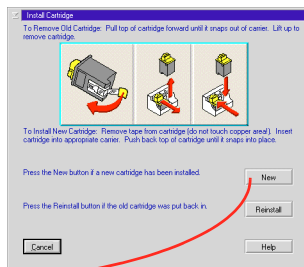 Install Cartridge
To Remove Old Cartridge: Pull top of cartridge forward until it snaps out of carrier. Lift up to
remove cartridge.
To Install New Cartridge: Remove tape from cartridge (do not touch copper area). Insert
cartridge into appropriate carrier. Push back top of cartridge until it snaps into place.
Press the New button if a new cartridge has been installed.
New
Press the Reinstall button if the old cartridge was put back in.
Reinstall
Cancel
Help